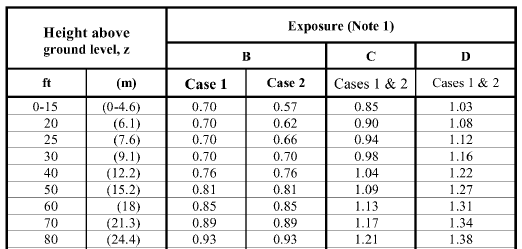 Height above ground level, z Exposure (Note 1)
B C D
ft (m) Case 1 Case 2 Cases 1 & 2 Cases 1 & 2
0-15 (0-4.6) 0.70 0.57 0.85 1.03
20 (6.1) 0.70 0.62 0.90 1.08
25 (7.6) 0.70 0.66 0.94 1.12
30 (9.1) 0.70 0.70 0.98 1.16
40 (12.2) 0.76 0.76 1.04 1.22
50 (15.2) 0.81 0.81 1.09 1.27
60 (18) 0.85 0.85 1.13 1.31
70 (21.3) 0.89 0.89 1.17 1.34
80 (24.4) 0.93 0.93 1.21 1.38